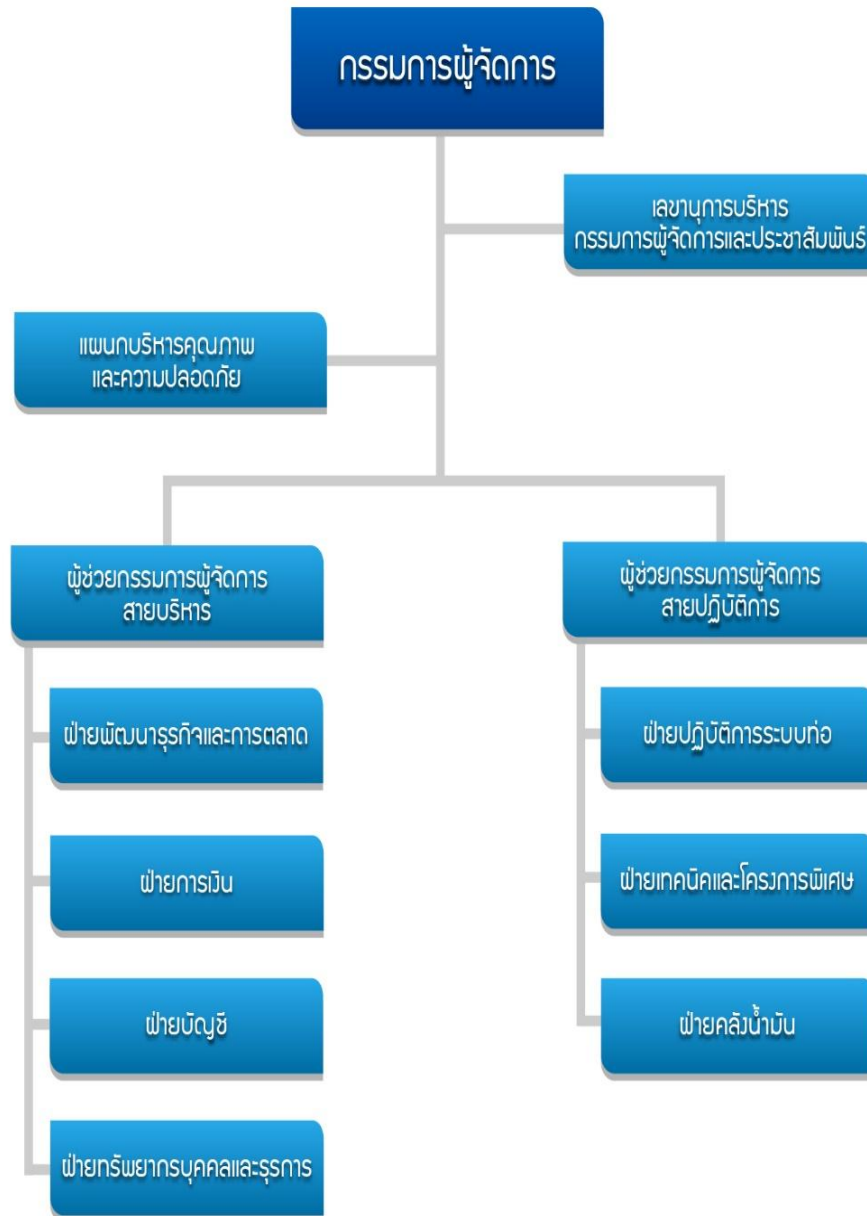 กรรมการผู้จัดการ
เลขานุการบริหาร
กรรมการผู้จัดการและประชาสัมพันธ์
แผนกบริหารคุณภาพ
และความปลอดภัย
ผู้ช่วยกรรมการผู้จัดการ
สายบริหาร
ฝ่ายพัฒนาธุรกิจและการตลาด
ฝ่ายการเงิน
ฝ่ายบัญชี
ฝ่ายทรัพยากรบุคคลและธุรการ
ผู้ช่วยกรรมการผู้จัดการ
สายปฏิบัติการ
ฝ่ายปฏิบัติการระบบท่อ
ฝ่ายเทคนิคและโครงการพิเศษ
ฝ่ายคลังน้ำมัน